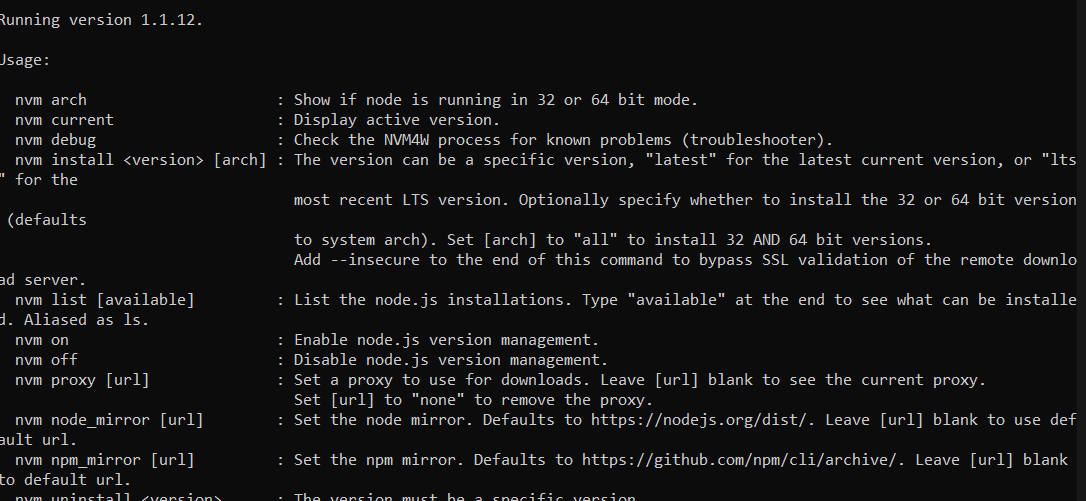 Running version 1.1.12.
Usage:
nvm arch : Show if node is running in 32 or 64 bit mode.
nvm current : Display active version.
nvm debug : Check the NVM4W process for known problems (troubleshooter).
nvm install <version> [arch] : The version can be a specific version, "latest" for the latest current version, or "lts
" for the
most recent LTS version. Optionally specify whether to install the 32 or 64 bit version
(defaults
to system arch). Set [arch] to "all" to install 32 AND 64 bit versions.
Add --insecure to the end of this command to bypass SSL validation of the remote downlo
ad server.
nvm list [available] : List the node.js installations. Type "available" at the end to see what can be installe
d. Aliased as ls.
nvm on : Enable node.js version management.
nvm off : Disable node.js version management.
nvm proxy [url] : Set a proxy to use for downloads. Leave [url] blank to see the current proxy.
Set [url] to "none" to remove the proxy.
nvm node_mirror [url] : Set the node mirror. Defaults to https://nodejs.org/dist/. Leave [url] blank to use def
ault url.
nvm npm_mirror [url] : Set the npm mirror. Defaults to https://github.com/npm/cli/archive/. Leave [url] blank
to default url.
nvm uninstall <version> : The version must be a specific version.